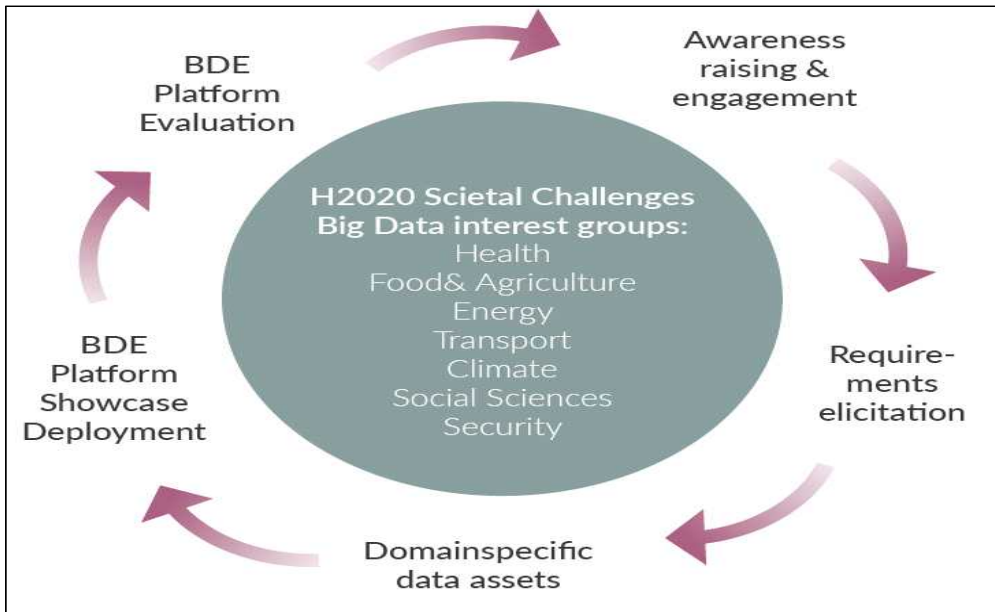 BDE
Platform
Evaluation
Awareness
raising &
engagement
H2020 Scietal Challenges
Big Data interest groups:
Health
Food& Agriculture
Energy
Transport
Climate
Social Sciences
Security
Require-
ments
elicitation
Domainspecific
data assets
BDE
Platform
Showcase
Deployment